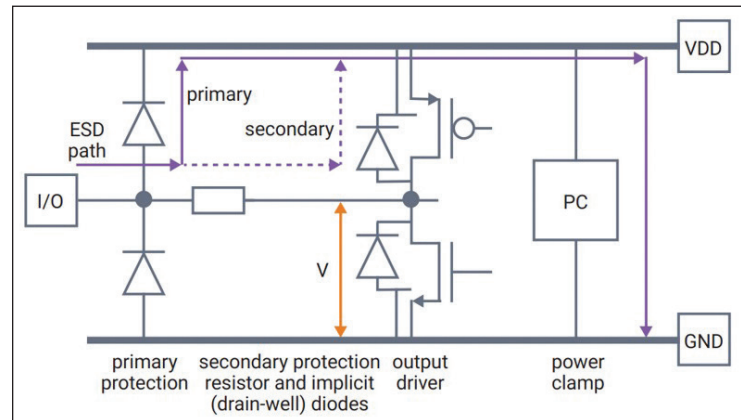 VDD
primary
ESD
path
secondary
I/O
PC
V
GND
primary
protection
secondary protection
resistor and implicit
(drain-well) diodes
output
driver
power
clamp